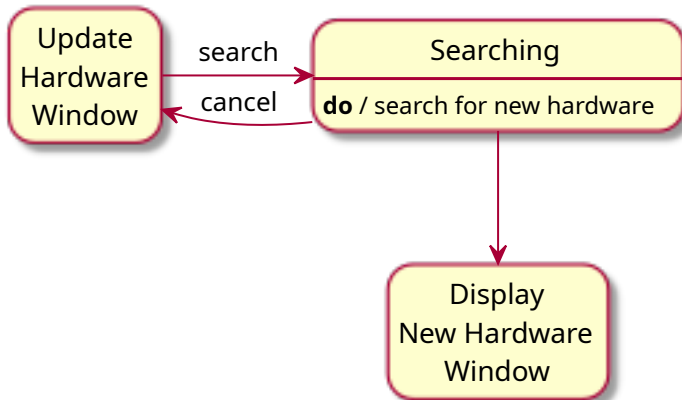 Update
Hardware
Window
search
cancel
Searching
do / search for new hardware
Display
New Hardware
Window